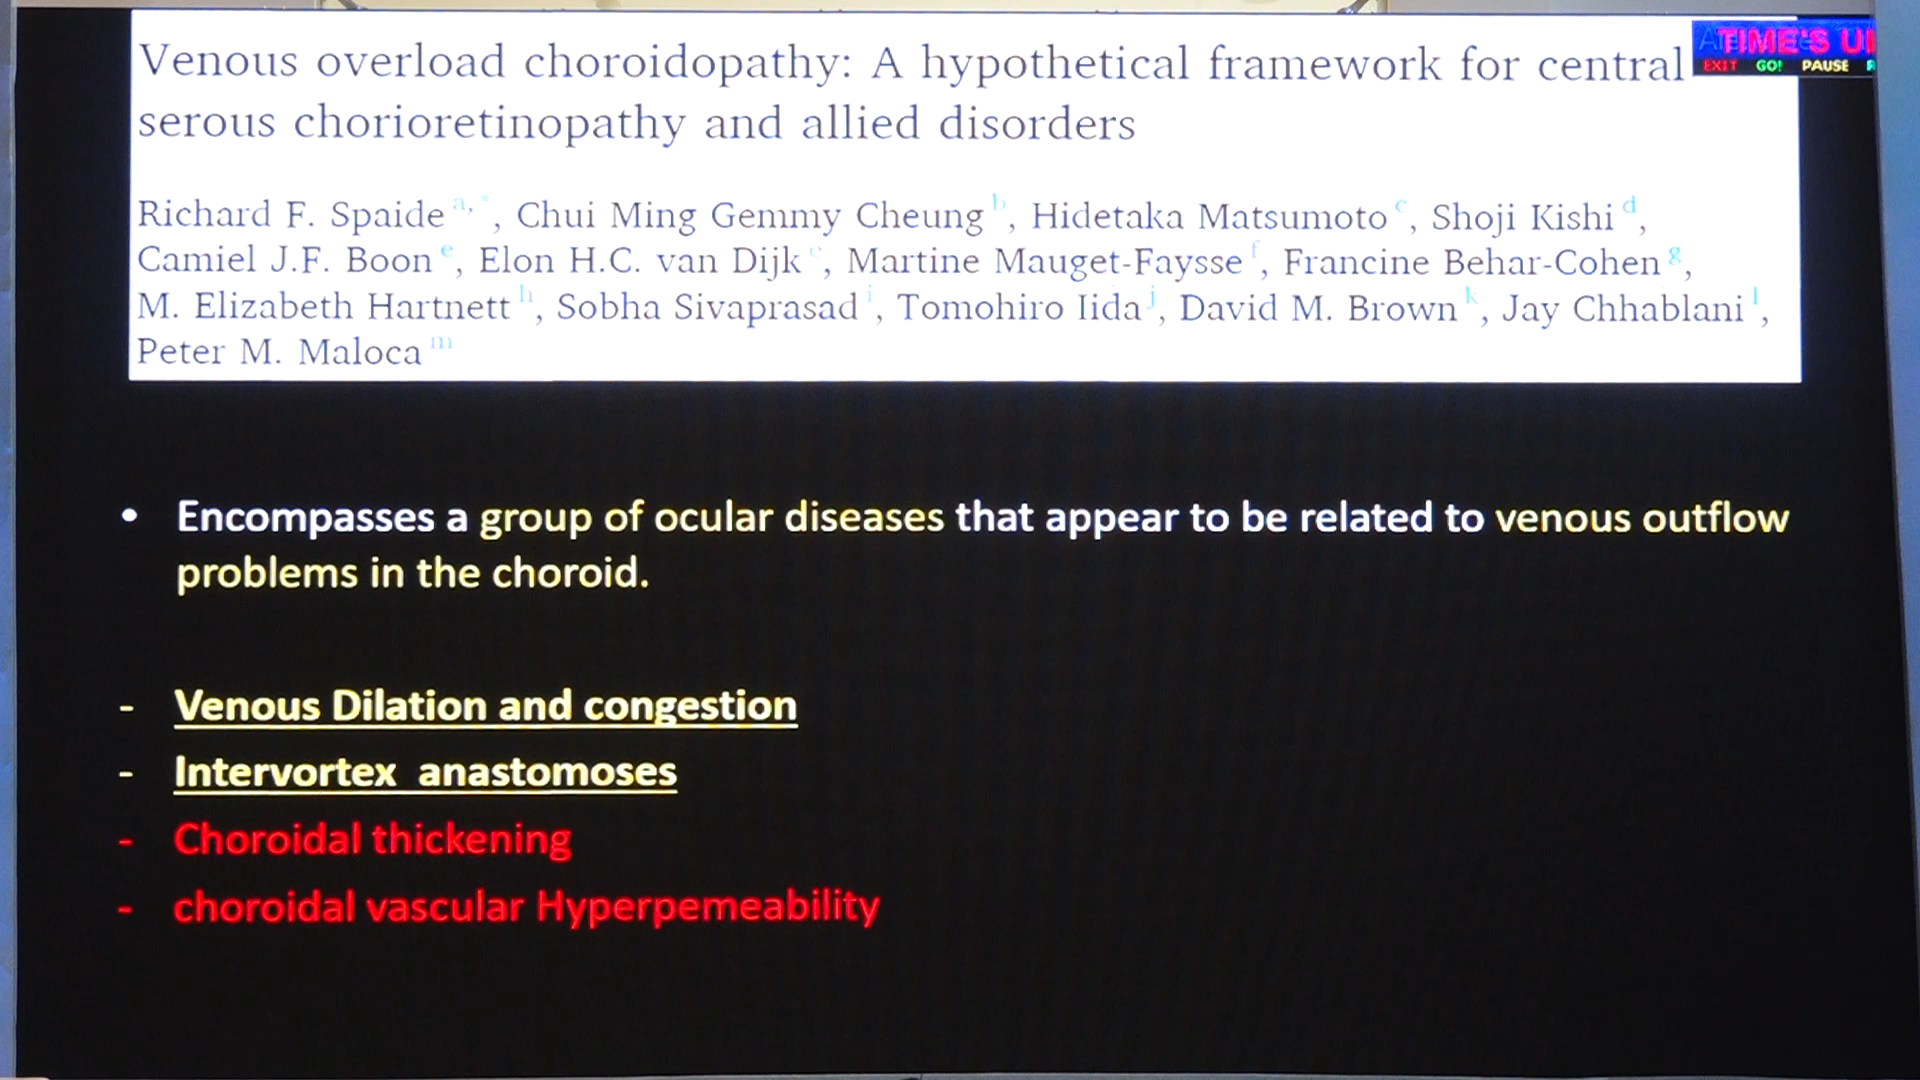 Venous overload choroidopathy: A hypothetical framework for central
TIME'S
EXIT GO! PAUSE
serous chorioretinopathy and allied disorders
Richard F. Spaide a, *, Chui Ming Gemmy Cheung b, Hidetaka Matsumoto c, Shoji Kishi d,
Camiel J.F. Boon e, Elon H.C. van Dijk e, Martine Mauget-Faysse f, Francine Behar-Cohen g,
M. Elizabeth Hartnett h, Sobha Sivaprasad i, Tomohiro Iida j, David M. Brown k, Jay Chhablani l,
Peter M. Maloca m
• Encompasses a group of ocular diseases that appear to be related to venous outflow
problems in the choroid.
- Venous Dilation and congestion
- Intervortex anastomoses
- Choroidal thickening
- choroidal vascular Hyperpemeability